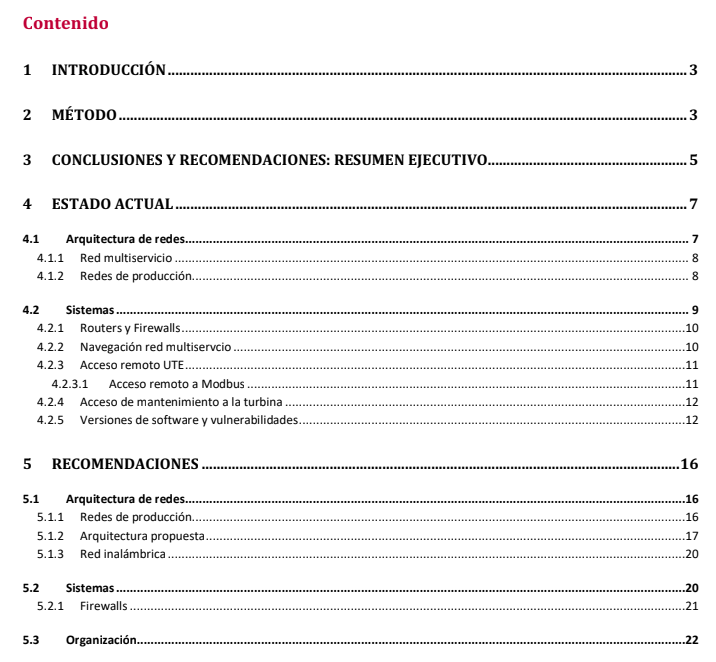 Contenido
1 INTRODUCCIÓN 3
2 MÉTODO 3
3 CONCLUSIONES Y RECOMENDACIONES: RESUMEN EJECUTIVO 5
4 ESTADO ACTUAL 7
4.1 Arquitectura de redes 7
4.1.1 Red multiservicio 8
4.1.2 Redes de producción 8
4.2 Sistemas 9
4.2.1 Routers y Firewalls 10
4.2.2 Navegación red multiservcio 10
4.2.3 Acceso remoto UTE 11
4.2.3.1 Acceso remoto a Modbus 11
4.2.4 Acceso de mantenimiento a la turbina 12
4.2.5 Versiones de software y vulnerabilidades 12
5 RECOMENDACIONES 16
5.1 Arquitectura de redes 16
5.1.1 Redes de producción 16
5.1.2 Arquitectura propuesta 17
5.1.3 Red inalámbrica 20
5.2 Sistemas 20
5.2.1 Firewalls 21
5.3 Organización 22